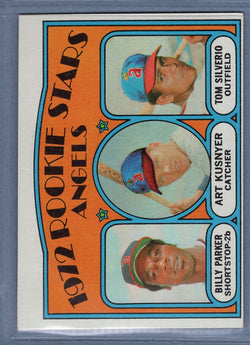 1972 ROOKIE STARS
ANGELS
TOM SILVERIO
OUTFIELD
ART KUSNYER
CATCHER
BILLY PARKER
SHORTSTOP-2b